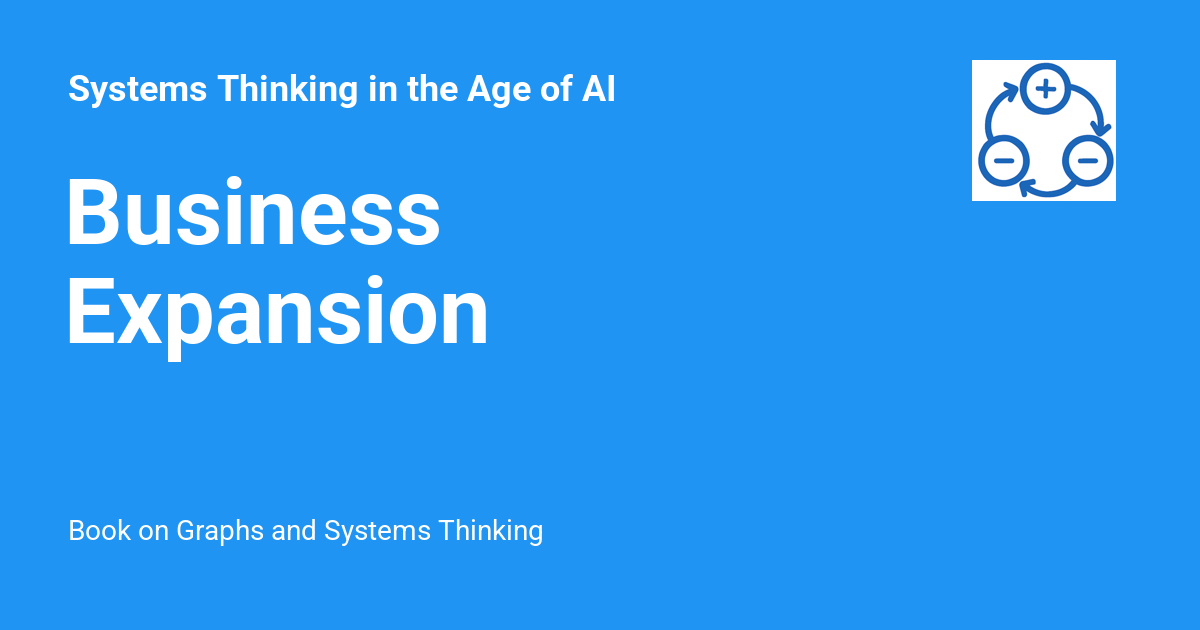 Systems Thinking in the Age of AI
Business
Expansion
Book on Graphs and Systems Thinking